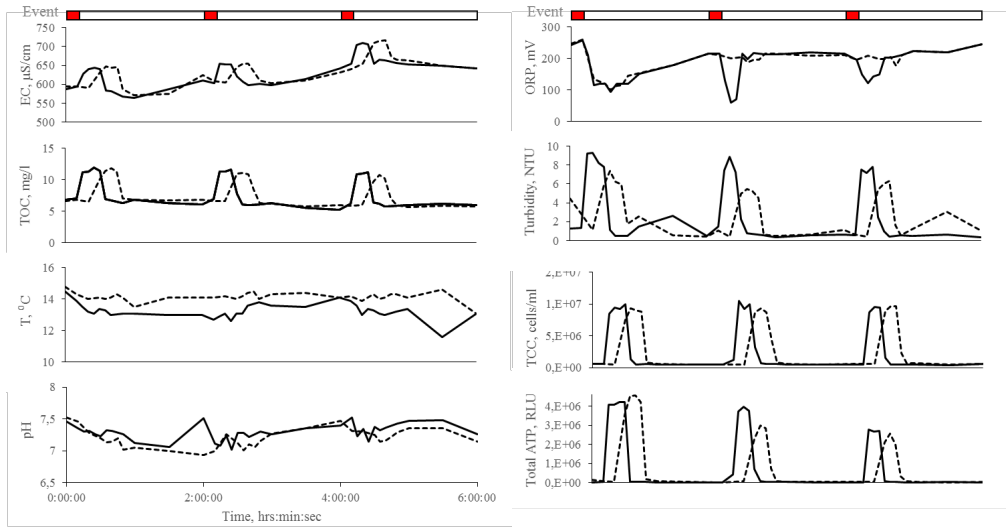 Event
750
700
650
600
550
500
EC, µS/cm
15
10
5
0
TOC, mg/l
16
14
12
10
T, ⁰C
8
7,5
7
6,5
pH
0:00:00 2:00:00 4:00:00 6:00:00
Time, hrs:min:sec
Event
300
200
100
0
ORP, mV
10
8
6
4
2
0
Turbidity, NTU
2,E+07
1,E+07
5,E+06
0,E+00
TCC, cells/ml
4,E+06
3,E+06
2,E+06
1,E+06
0,E+00
Total ATP, RLU